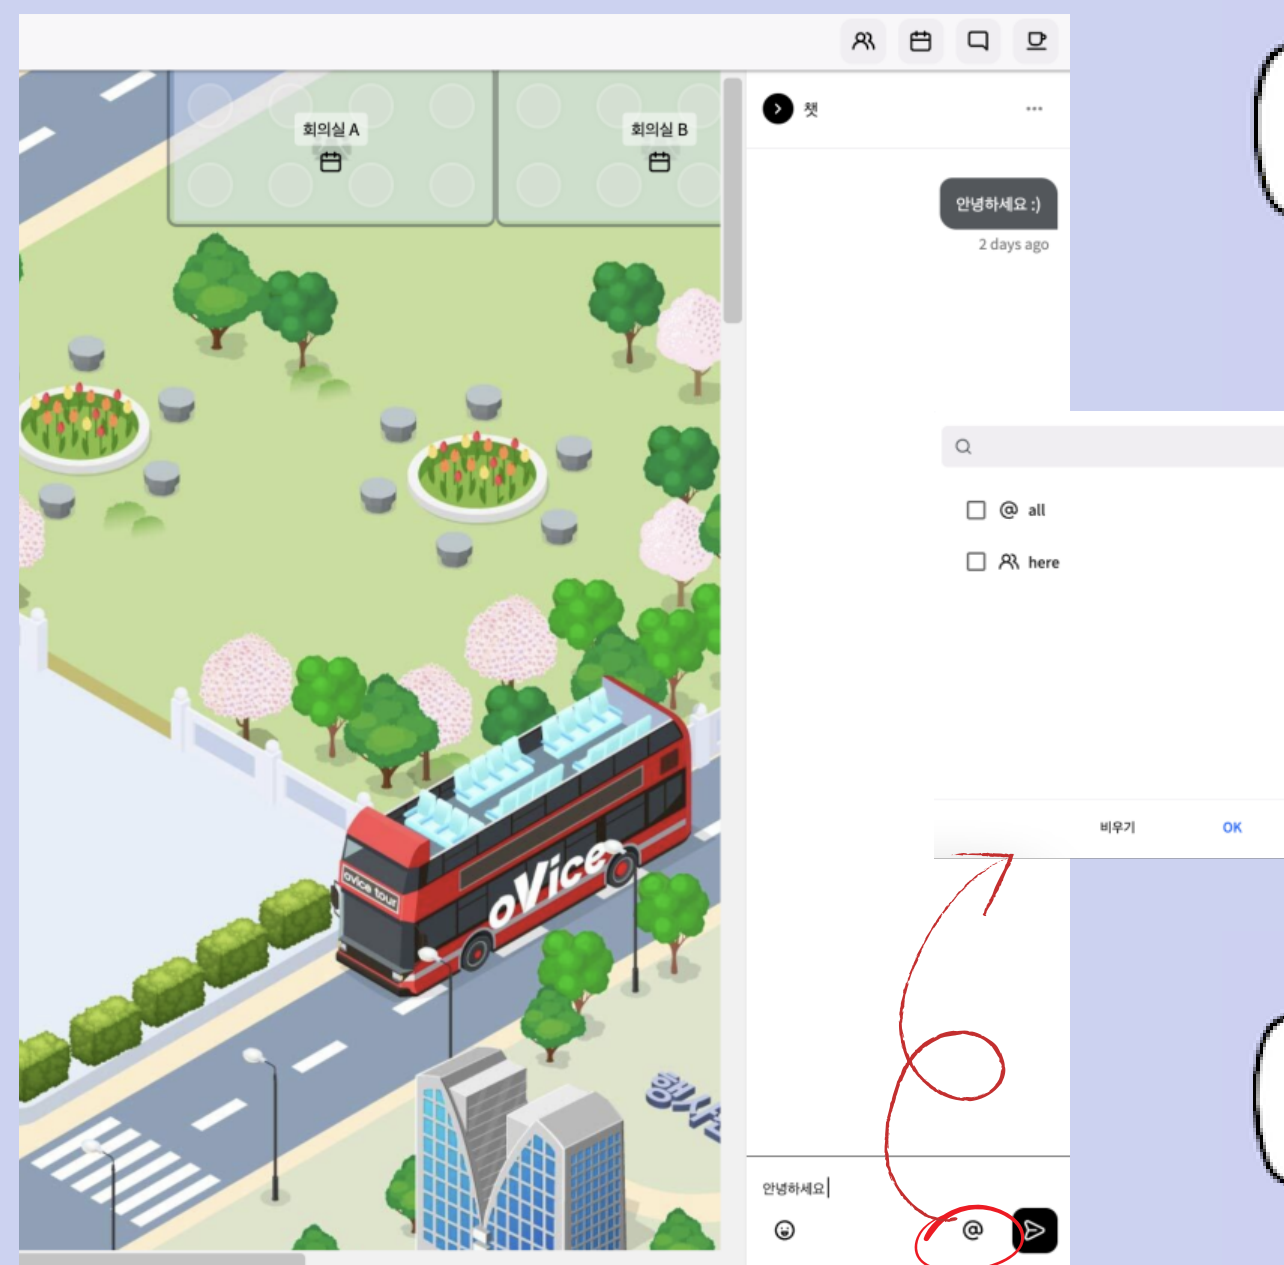 회의실 A
회의실 B
챗
안녕하세요 :)
2 days ago
@ all
here
비우기
OK
ovice tour
oVice
안녕하세요
@